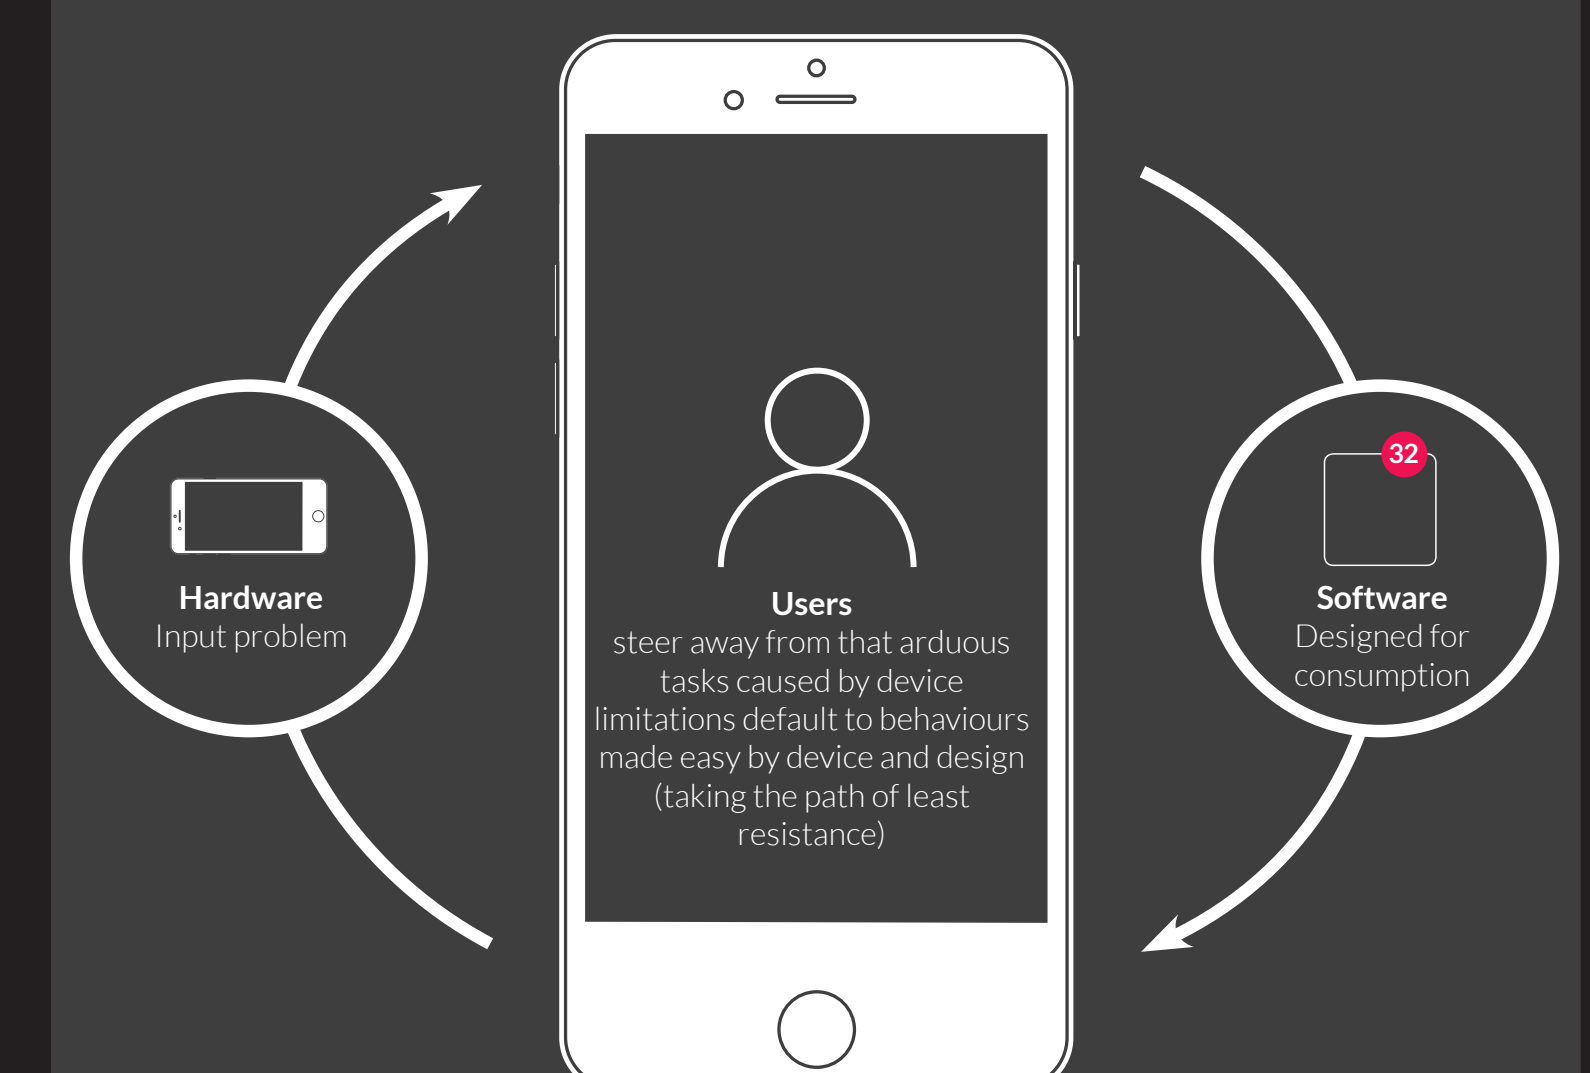 Hardware
Input problem
Users
steer away from that arduous
tasks caused by device
limitations default to behaviours
made easy by device and design
(taking the path of least
resistance)
32
Software
Designed for
consumption